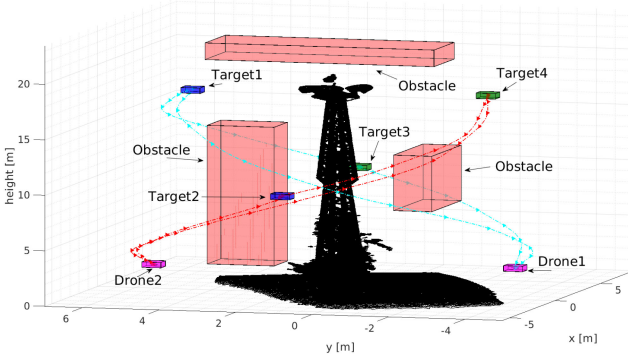 Target1
Obstacle
Target4
Target3
Obstacle
Obstacle
Target2
Drone2
Drone1
height [m]
20
15
10
5
0
6
4
2
0
-2
-4
y [m]
-5
0
5
x [m]